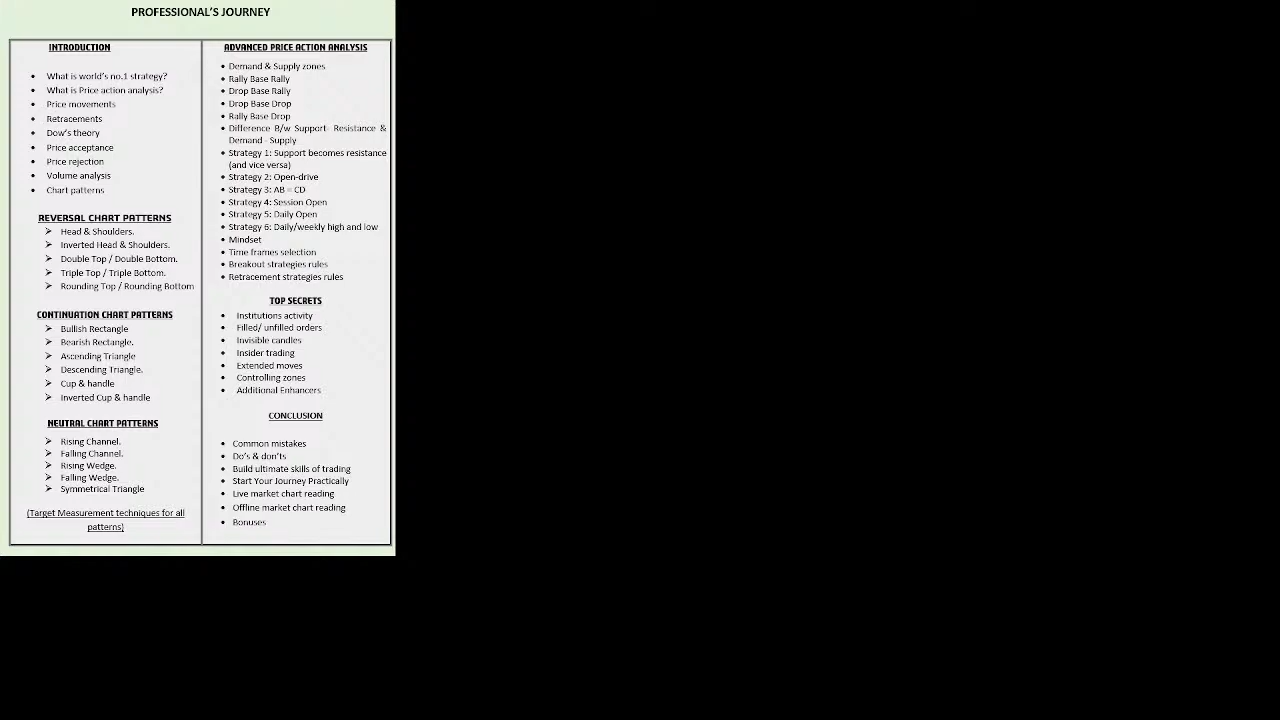 PROFESSIONAL'S JOURNEY
INTRODUCTION
What is world's no.1 strategy?
What is Price action analysis?
Price movements
Retracements
Dow's theory
Price acceptance
Price rejection
Volume analysis
Chart patterns
REVERSAL CHART PATTERNS
Head & Shoulders.
Inverted Head & Shoulders.
Double Top / Double Bottom.
Triple Top / Triple Bottom.
Rounding Top / Rounding Bottom
CONTINUATION CHART PATTERNS
Bullish Rectangle
Bearish Rectangle.
Ascending Triangle
Descending Triangle.
Cup & handle
Inverted Cup & handle
NEUTRAL CHART PATTERNS
Rising Channel.
Falling Channel.
Rising Wedge.
Falling Wedge.
Symmetrical Triangle
(Target Measurement techniques for all
patterns)
ADVANCED PRICE ACTION ANALYSIS
Demand & Supply zones
Rally Base Rally
Drop Base Rally
Drop Base Drop
Rally Base Drop
Difference B/w Support- Resistance &
Demand - Supply
Strategy 1: Support becomes resistance
(and vice versa)
Strategy 2: Open-drive
Strategy 3: AB = CD
Strategy 4: Session Open
Strategy 5: Daily Open
Strategy 6: Daily/weekly high and low
Mindset
Time frames selection
Breakout strategies rules
Retracement strategies rules
TOP SECRETS
Institutions activity
Filled/ unfilled orders
Invisible candles
Insider trading
Extended moves
Controlling zones
Additional Enhancers
CONCLUSION
Common mistakes
Do's & don'ts
Build ultimate skills of trading
Start Your Journey Practically
Live market chart reading
Offline market chart reading
Bonuses